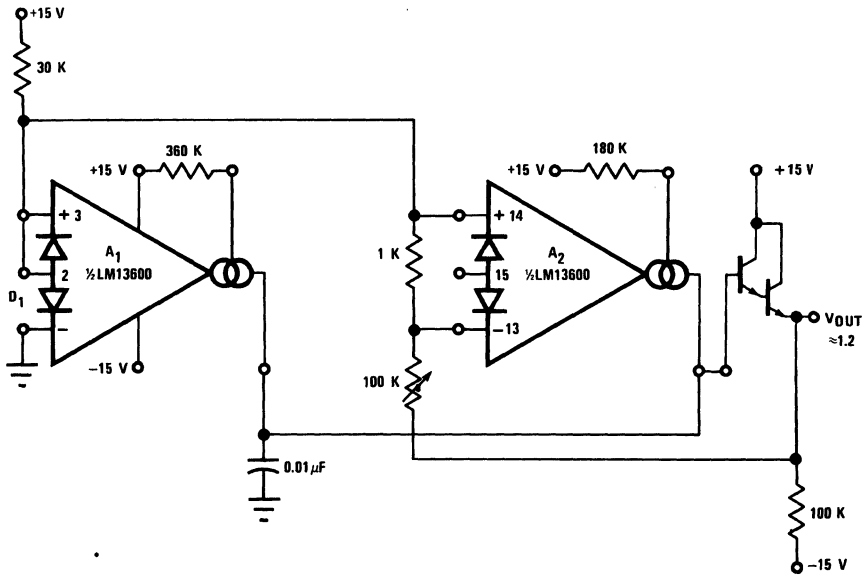 +15 V
30 K
360 K
+15 V
+ 3
A1
½LM13600
2
D1
−
−15 V
0.01 µF
180 K
+15 V
+ 14
A2
½LM13600
15
−13
1 K
100 K
+ 15 V
VOUT
≈1.2
100 K
−15 V